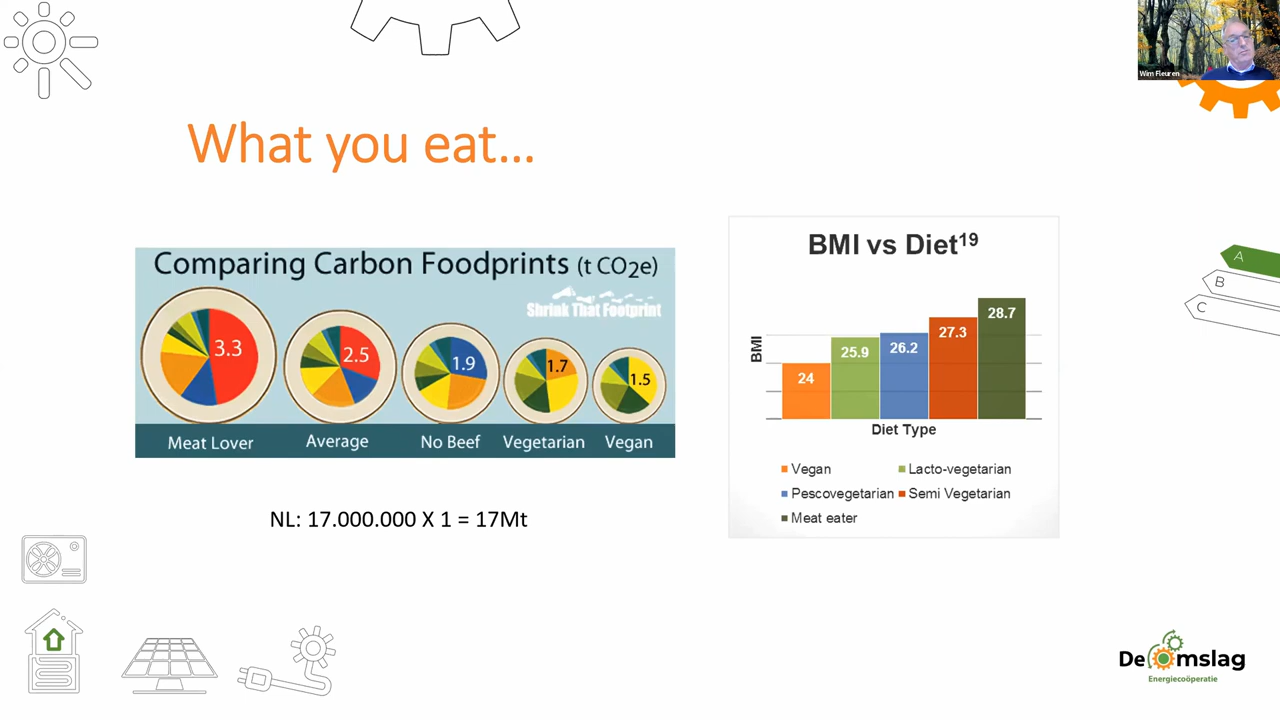 Wim Fleuren
What you eat...
Comparing Carbon Foodprints (t CO2e)
Shrink That Footprint
3.3
2.5
1.9
1.7
1.5
Meat Lover
Average
No Beef
Vegetarian
Vegan
NL: 17.000.000 X 1 = 17Mt
BMI vs Diet19
BMI
24
25.9
26.2
27.3
28.7
Diet Type
Vegan
Lacto-vegetarian
Pescovegetarian
Semi Vegetarian
Meat eater
A
B
C
De Omslag
Energiecoöperatie